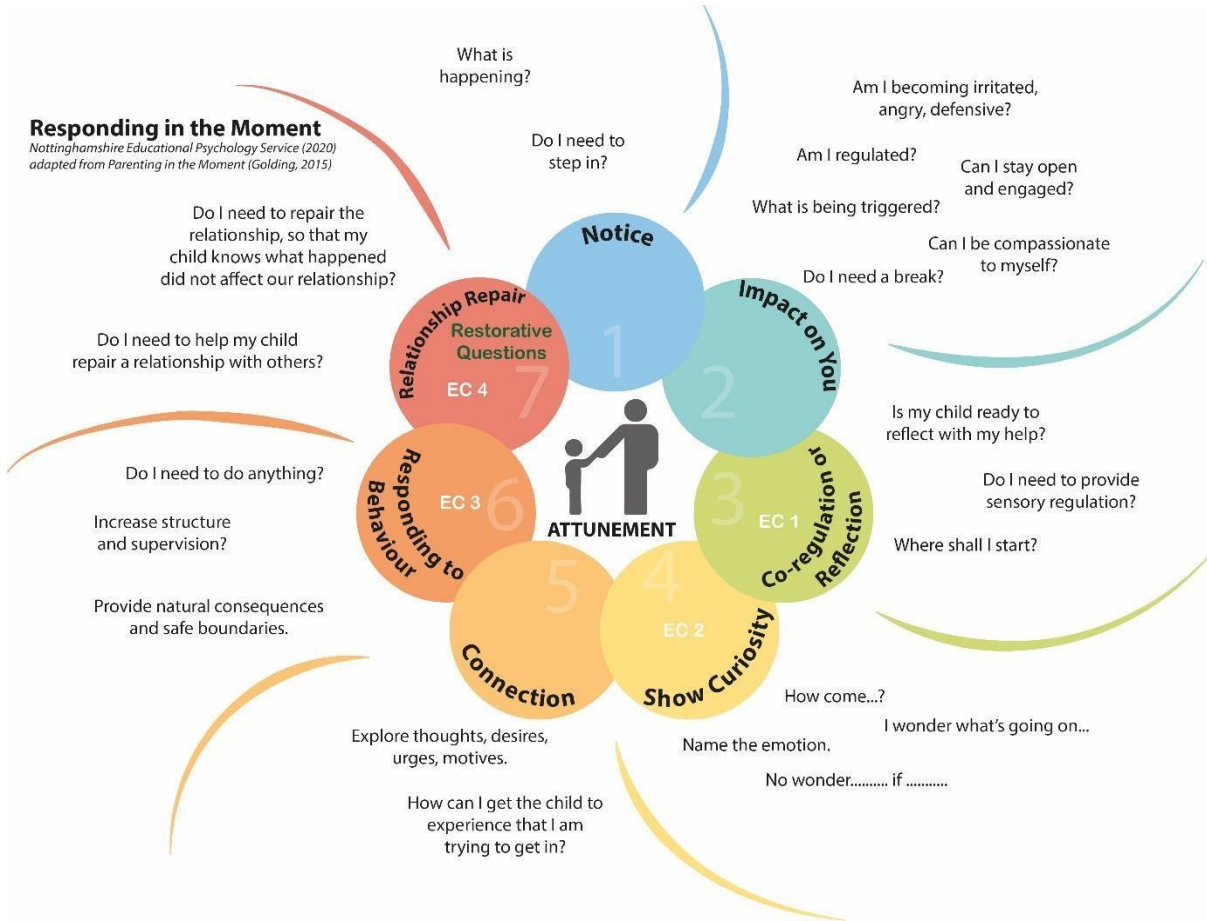 Responding in the Moment
Nottinghamshire Educational Psychology Service (2020)
adapted from Parenting in the Moment (Golding, 2015)
What is
happening?
Do I need to
step in?
Notice
1
Am I becoming irritated,
angry, defensive?
Am I regulated?
Can I stay open
and engaged?
What is being triggered?
Can I be compassionate
to myself?
Do I need a break?
Impact on You
2
Is my child ready to
reflect with my help?
Do I need to provide
sensory regulation?
Where shall I start?
Co-regulation or
Reflection
EC 1
3
How come...?
I wonder what's going on...
Name the emotion.
No wonder.......... if ...........
Show Curiosity
EC 2
4
Explore thoughts, desires,
urges, motives.
How can I get the child to
experience that I am
trying to get in?
Connection
5
Do I need to do anything?
Increase structure
and supervision?
Provide natural consequences
and safe boundaries.
Responding to
Behaviour
EC 3
6
Do I need to repair the
relationship, so that my
child knows what happened
did not affect our relationship?
Do I need to help my child
repair a relationship with others?
Relationship Repair
Restorative
Questions
EC 4
7
ATTUNEMENT